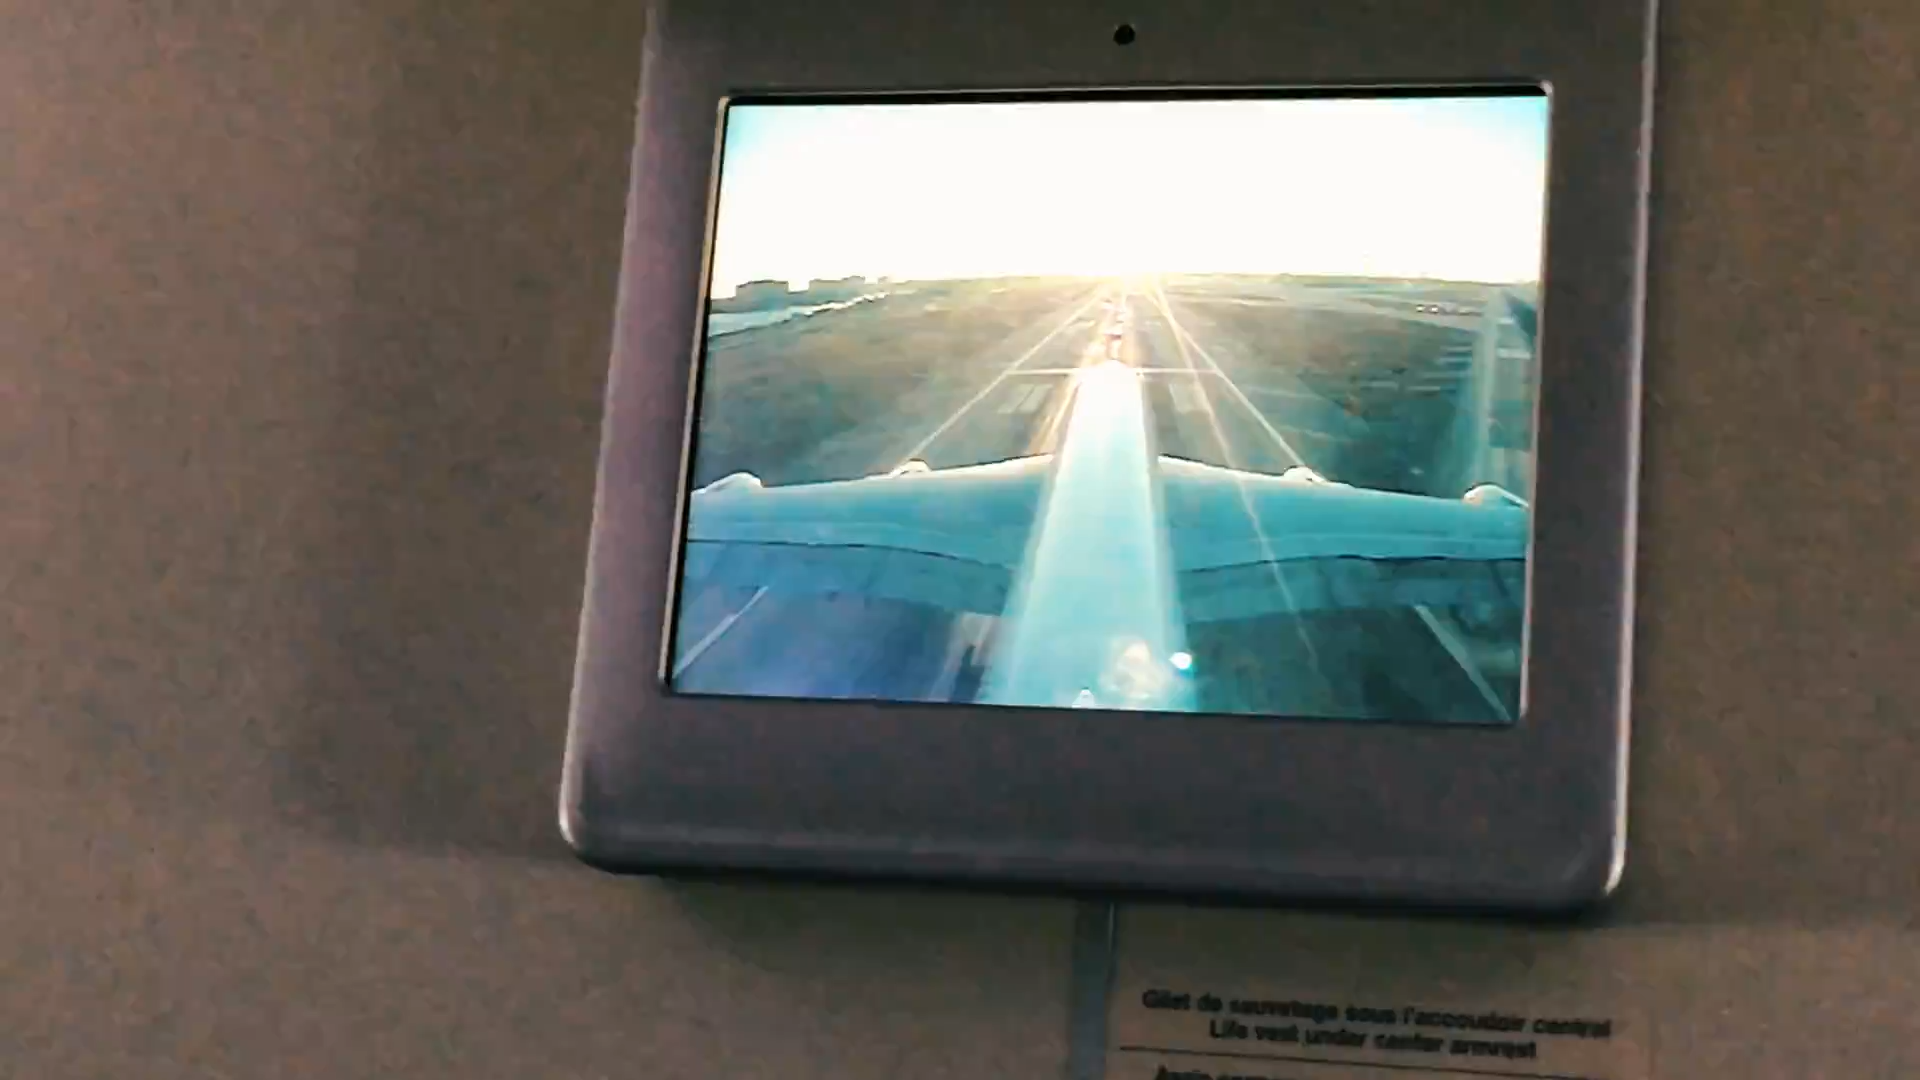 Gilet de sauvetage sous l'accoudoir central
Life vest under center armrest